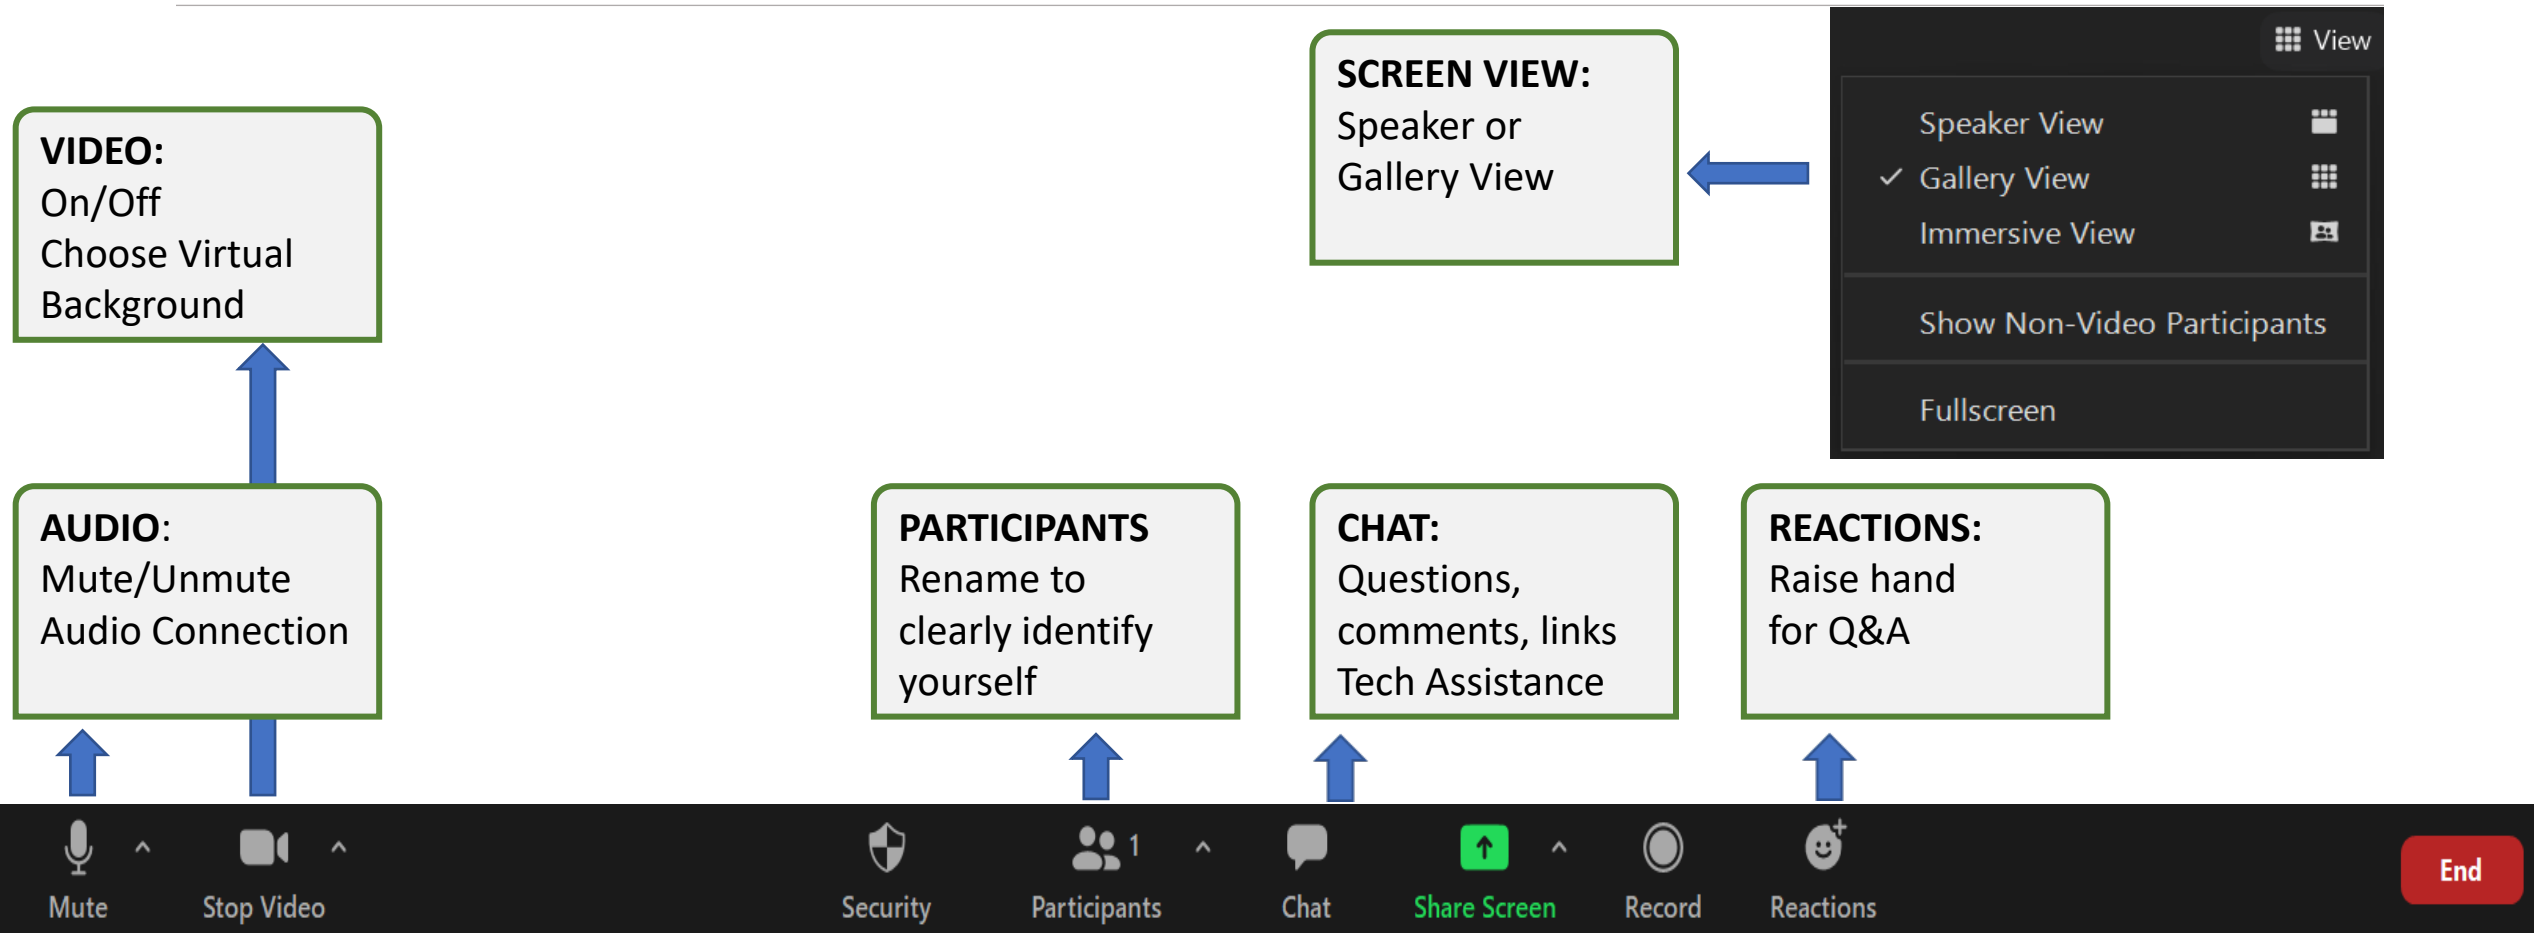 View
SCREEN VIEW:
Speaker or
Gallery View
Speaker View
Gallery View
Immersive View
Show Non-Video Participants
Fullscreen
VIDEO:
On/Off
Choose Virtual
Background
AUDIO:
Mute/Unmute
Audio Connection
PARTICIPANTS
Rename to
clearly identify
yourself
CHAT:
Questions,
comments, links
Tech Assistance
REACTIONS:
Raise hand
for Q&A
1
Mute
Stop Video
Security
Participants
Chat
Share Screen
Record
Reactions
End